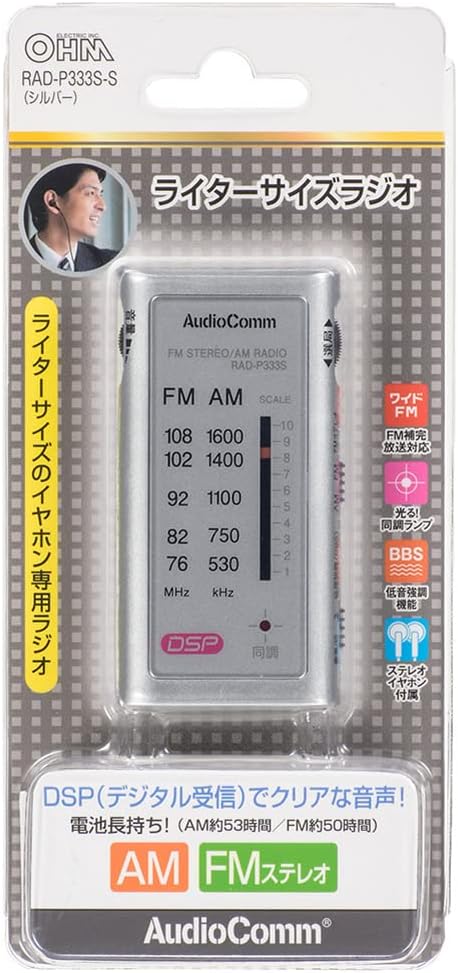 ELECTRIC INC.
OHM
RAD-P333S-S
(シルバー)
ライターサイズラジオ
ライターサイズのイヤホン専用ラジオ
AudioComm
FM STEREO/AM RADIO
RAD-P333S
選局
FM AM SCALE
108 1600
102 1400
92 1100
82 750
76 530
MHz kHz
10
9
8
7
6
5
4
3
2
1
DSP
同調
ワイド
FM
FM補完
放送対応
光る!
同調ランプ
BBS
低音強調
機能
ステレオ
イヤホン
付属
DSP(デジタル受信)でクリアな音声!
電池長持ち!(AM約53時間/FM約50時間)
AM FMステレオ
AudioComm®